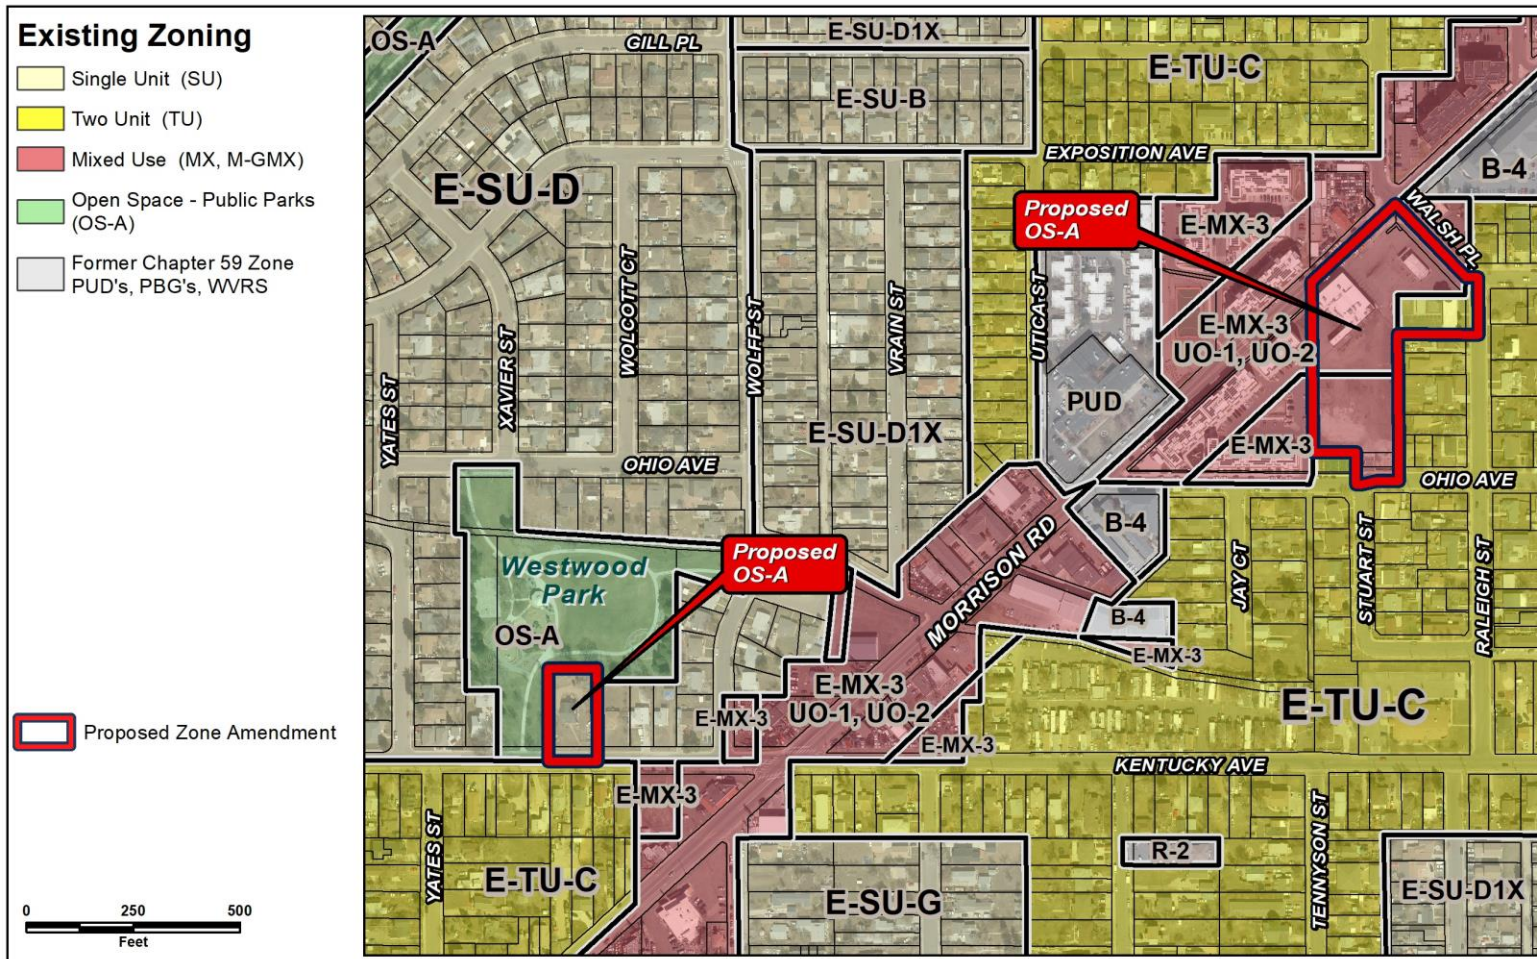 Existing Zoning
Single Unit (SU)
Two Unit (TU)
Mixed Use (MX, M-GMX)
Open Space - Public Parks
(OS-A)
Former Chapter 59 Zone
PUD's, PBG's, WVRS
Proposed Zone Amendment
0 250 500
Feet
OS-A
GILL PL
E-SU-D1X
E-TU-C
E-SU-B
EXPOSITION AVE
B-4
E-SU-D
Proposed
OS-A
E-MX-3
WALSH PL
WOLCOTT CT
WOLFF ST
VRAIN ST
UTICA ST
XAVIER ST
E-MX-3
UO-1, UO-2
YATES ST
PUD
E-SU-D1X
E-MX-3
OHIO AVE
OHIO AVE
B-4
Proposed
OS-A
Westwood
Park
MORRISON RD
JAY CT
STUART ST
RALEIGH ST
OS-A
B-4
E-MX-3
E-MX-3
UO-1, UO-2
E-MX-3
E-MX-3
E-TU-C
KENTUCKY AVE
E-MX-3
YATES ST
TENNYSON ST
R-2
E-TU-C
E-SU-G
E-SU-D1X